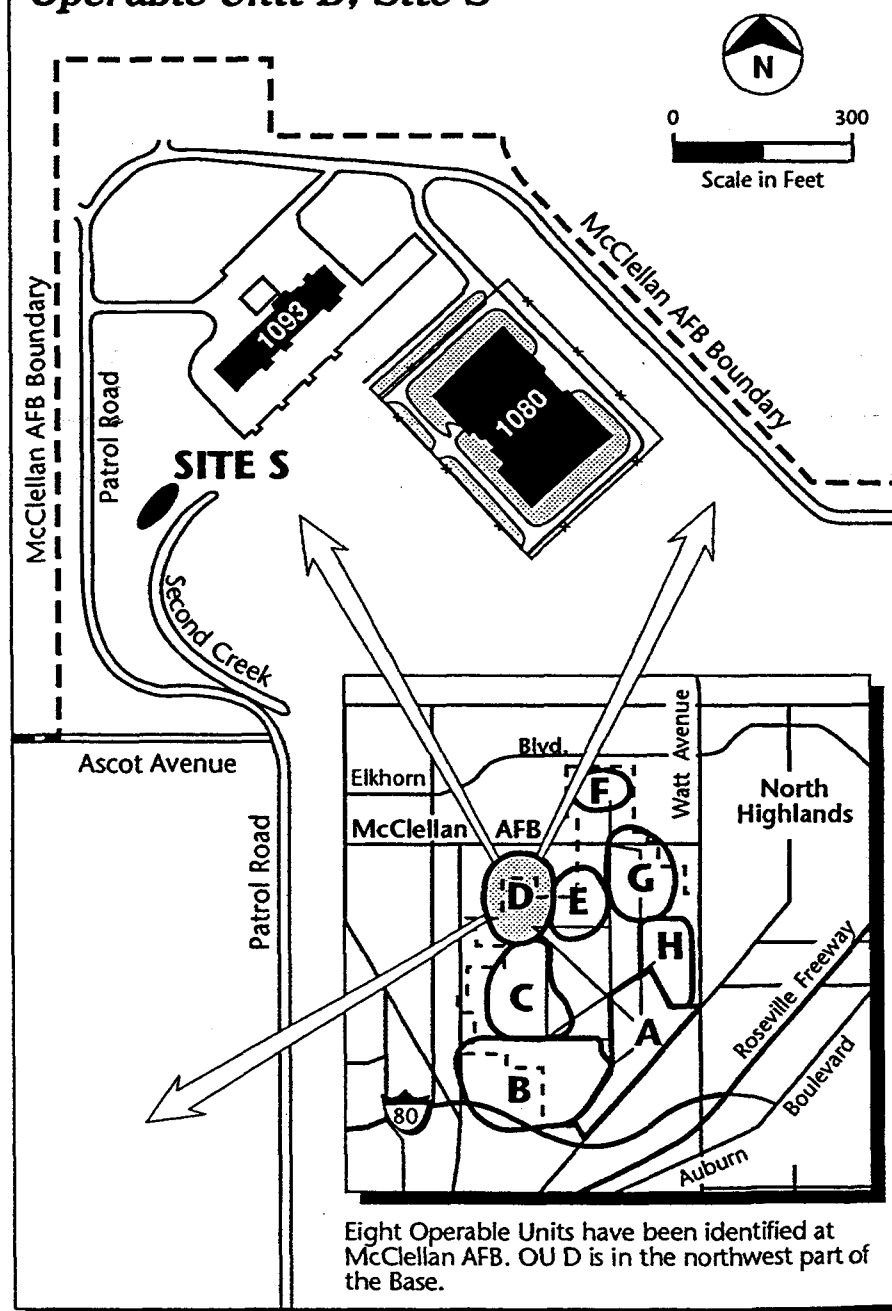 Operable Unit D, Site S
N
0 300
Scale in Feet
McClellan AFB Boundary
McClellan AFB Boundary
Patrol Road
1093
1080
SITE S
Second Creek
Ascot Avenue
Patrol Road
Blvd.
Elkhorn
Watt Avenue
North
Highlands
McClellan AFB
F
G
D
E
H
C
A
B
80
Roseville Freeway
Boulevard
Auburn
Eight Operable Units have been identified at
McClellan AFB. OU D is in the northwest part of
the Base.